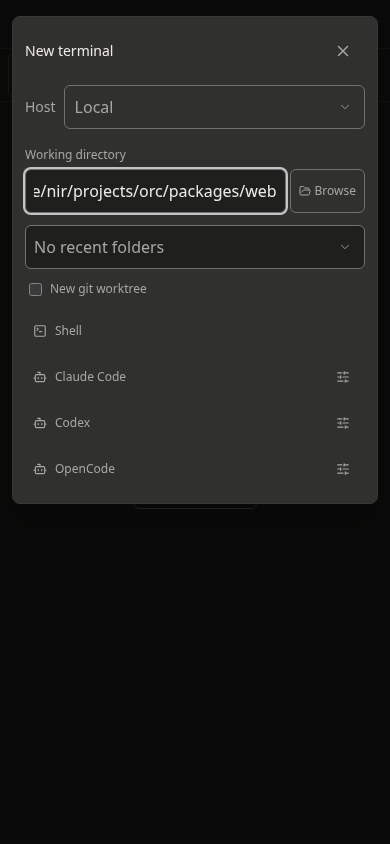 New terminal
Host
Local
Working directory
e/nir/projects/orc/packages/web
Browse
No recent folders
New git worktree
Shell
Claude Code
Codex
OpenCode